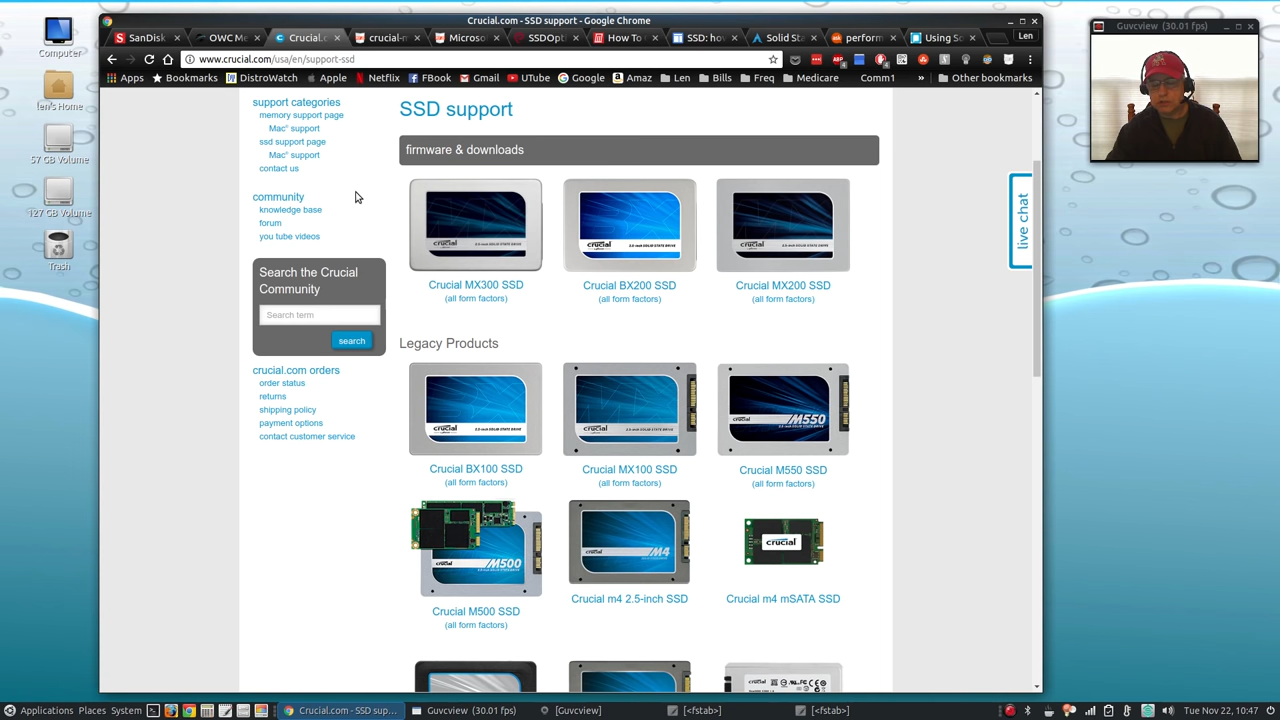 Crucial.com - SSD support - Google Chrome
Guvcview (30.01 fps)
Computer
len's Home
57 GB Volume
127 GB Volume
Trash
SanDisk
OWC Me
Crucial.c
crucial-
Micro
SSDOpt
How To
SSD: ho
Solid Sta
perform
Using So
Len
www.crucial.com/usa/en/support-ssd
Apps
Bookmarks
DistroWatch
Apple
Netflix
FBook
Gmail
UTube
Google
Amaz
Len
Bills
Freq
Medicare
Comm1
»
Other bookmarks
support categories
memory support page
Mac® support
ssd support page
Mac® support
contact us
community
knowledge base
forum
you tube videos
Search the Crucial
Community
Search term
search
crucial.com orders
order status
returns
shipping policy
payment options
contact customer service
SSD support
firmware & downloads
Crucial MX300 SSD
(all form factors)
Crucial BX200 SSD
(all form factors)
Crucial MX200 SSD
(all form factors)
Legacy Products
M550
Crucial BX100 SSD
(all form factors)
Crucial MX100 SSD
(all form factors)
Crucial M550 SSD
(all form factors)
M500
M4
crucial
Crucial M500 SSD
(all form factors)
Crucial m4 2.5-inch SSD
Crucial m4 mSATA SSD
live chat
Applications
Places
System
Crucial.com - SSD sup...
Guvcview (30.01 fps)
[Guvcview]
[<fstab>]
[<fstab>]
Tue Nov 22, 10:47